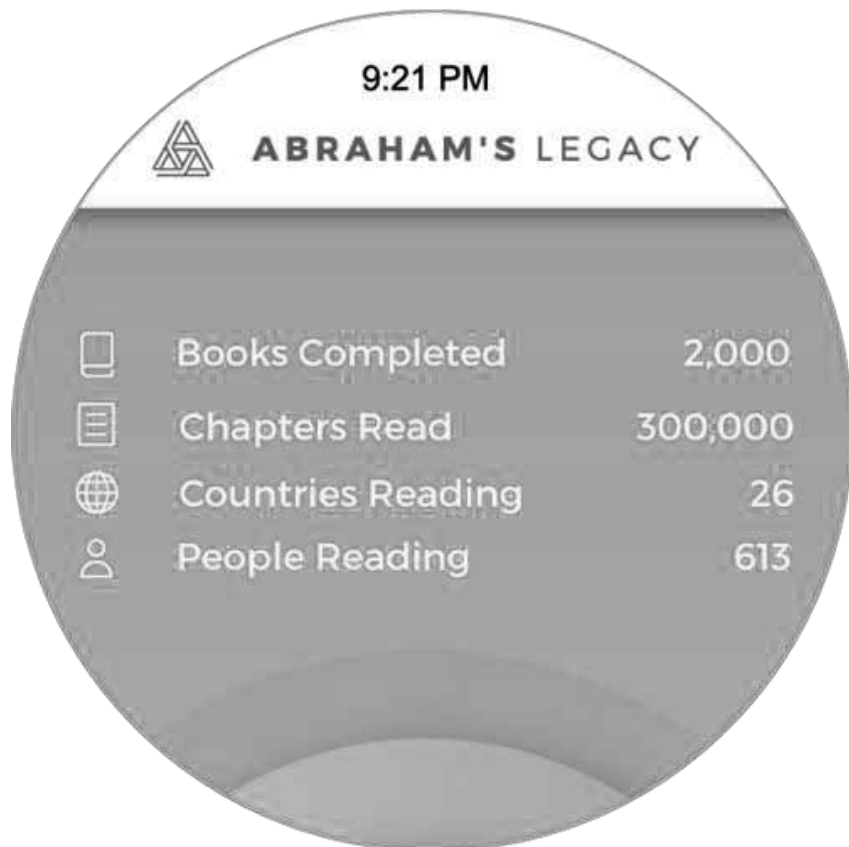 9:21 PM
ABRAHAM'S LEGACY
Books Completed 2,000
Chapters Read 300,000
Countries Reading 26
People Reading 613